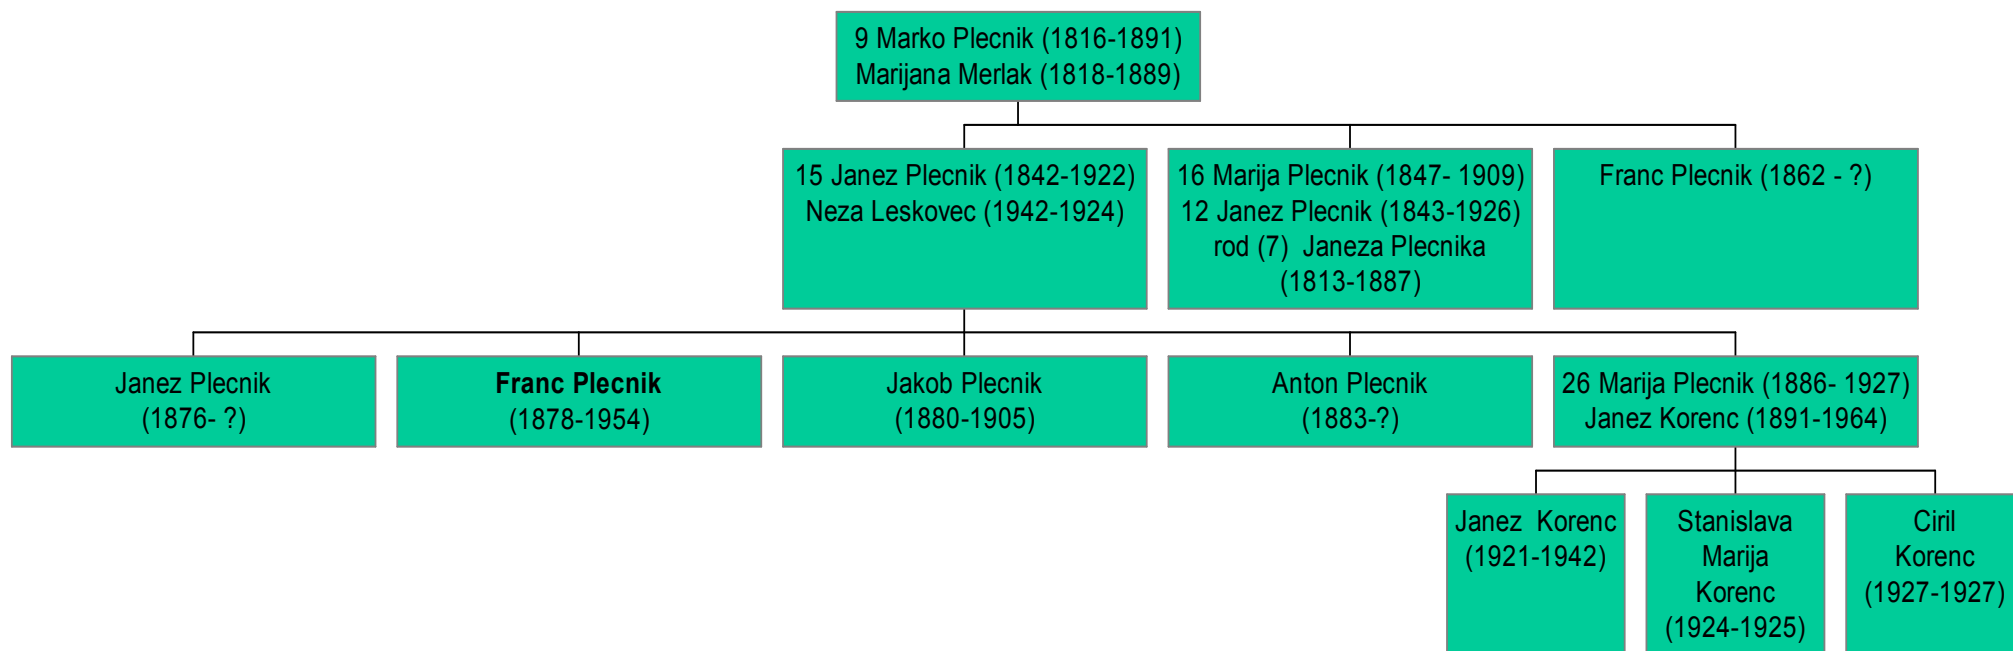 9 Marko Plecnik (1816-1891)
Marijana Merlak (1818-1889)
15 Janez Plecnik (1842-1922)
Neza Leskovec (1942-1924)
16 Marija Plecnik (1847- 1909)
12 Janez Plecnik (1843-1926)
rod (7)  Janeza Plecnika
(1813-1887)
Franc Plecnik (1862 - ?)
Janez Plecnik
(1876- ?)
Franc Plecnik
(1878-1954)
Jakob Plecnik
(1880-1905)
Anton Plecnik
(1883-?)
26 Marija Plecnik (1886- 1927)
Janez Korenc (1891-1964)
Janez  Korenc
(1921-1942)
Stanislava
Marija
Korenc
(1924-1925)
Ciril
Korenc
(1927-1927)